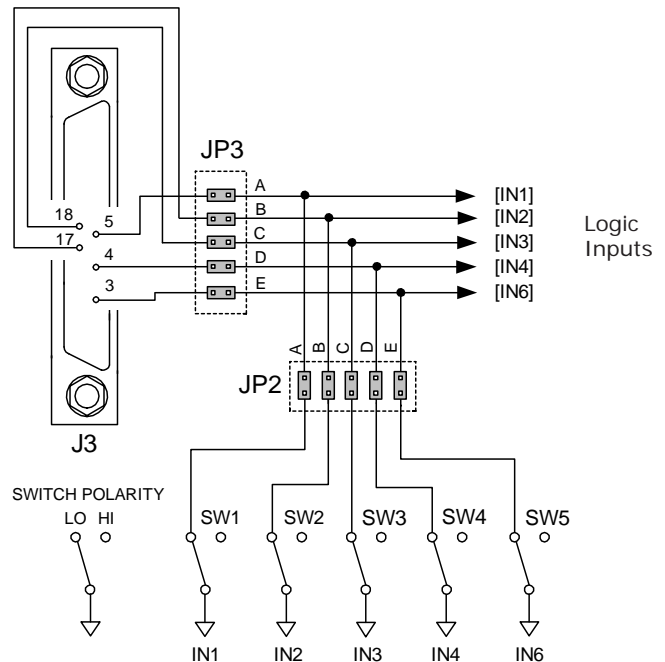 JP3
A
[IN1]
B
[IN2]
18
5
C
[IN3]
Logic
Inputs
17
4
D
[IN4]
3
E
[IN6]
A
B
C
D
E
JP2
J3
SWITCH POLARITY
LO HI
SW1
SW2
SW3
SW4
SW5
IN1
IN2
IN3
IN4
IN6